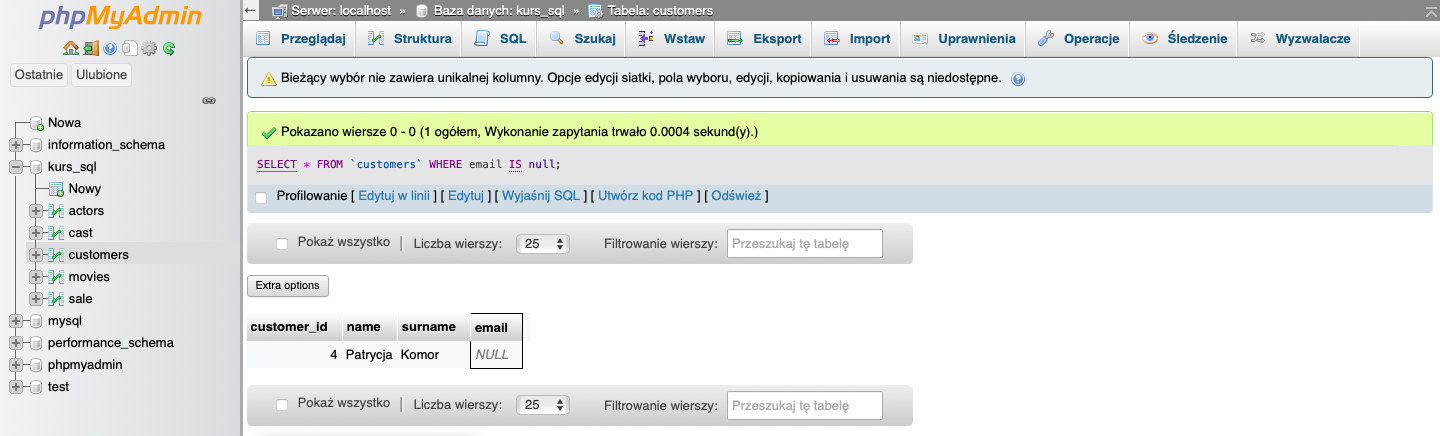 phpMyAdmin
Ostatnie Ulubione
Nowa
information_schema
kurs_sql
Nowy
actors
cast
customers
movies
sale
mysql
performance_schema
phpmyadmin
test
Serwer: localhost » Baza danych: kurs_sql » Tabela: customers
Przeglądaj Struktura SQL Szukaj Wstaw Eksport Import Uprawnienia Operacje Śledzenie Wyzwalacze
Bieżący wybór nie zawiera unikalnej kolumny. Opcje edycji siatki, pola wyboru, edycji, kopiowania i usuwania są niedostępne.
Pokazano wiersze 0 - 0 (1 ogółem, Wykonanie zapytania trwało 0.0004 sekund(y).)
SELECT * FROM `customers` WHERE email IS null;
Profilowanie [ Edytuj w linii ] [ Edytuj ] [ Wyjaśnij SQL ] [ Utwórz kod PHP ] [ Odśwież ]
Pokaż wszystko | Liczba wierszy: 25 Filtrowanie wierszy: Przeszukaj tę tabelę
Extra options
customer_id name surname email
4 Patrycja Komor NULL
Pokaż wszystko | Liczba wierszy: 25 Filtrowanie wierszy: Przeszukaj tę tabelę